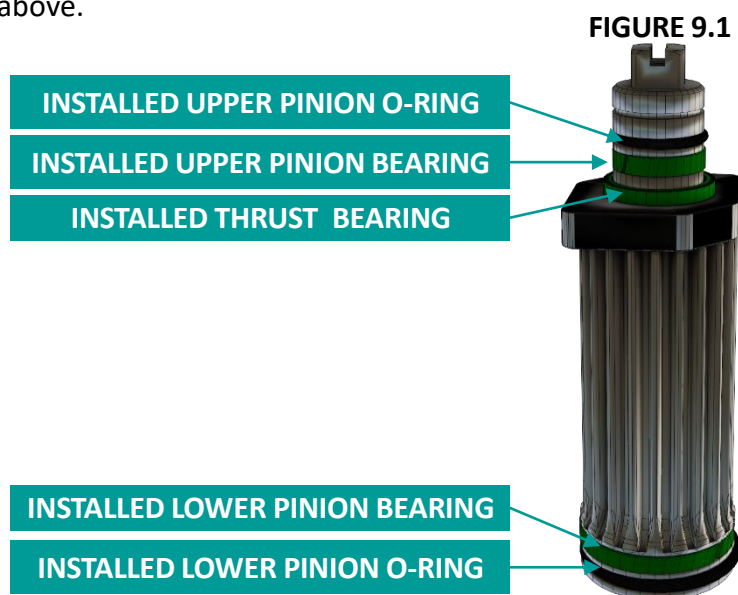 above.
FIGURE 9.1
INSTALLED UPPER PINION O-RING
INSTALLED UPPER PINION BEARING
INSTALLED THRUST BEARING
INSTALLED LOWER PINION BEARING
INSTALLED LOWER PINION O-RING